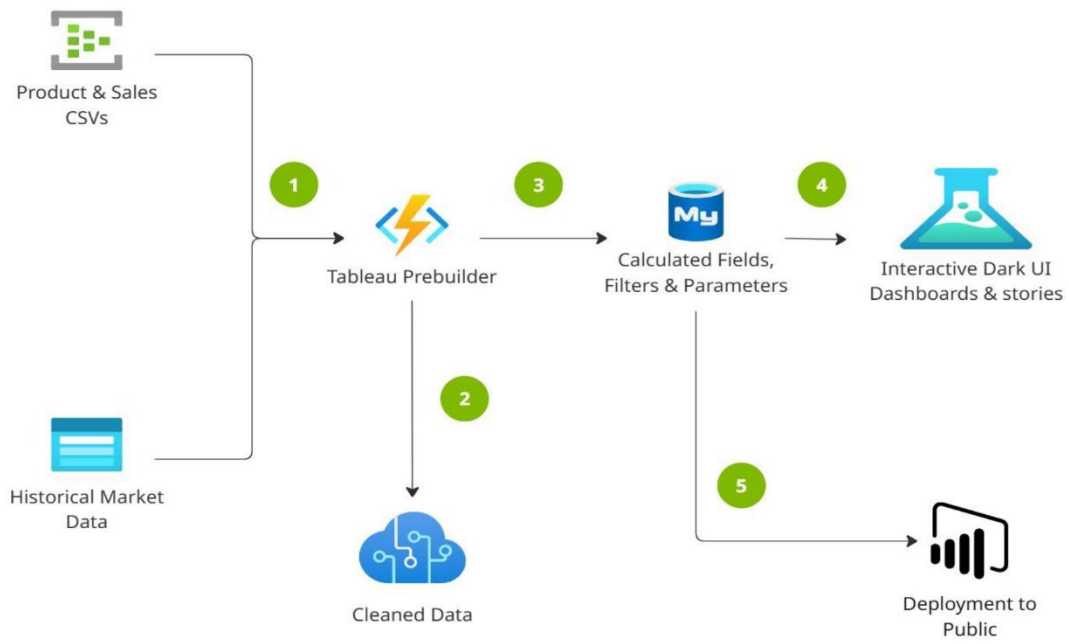 Product & Sales
CSVs
1
3
4
My
Tableau Prebuilder
Calculated Fields,
Filters & Parameters
Interactive Dark UI
Dashboards & stories
2
Historical Market
Data
5
Cleaned Data
Deployment to
Public